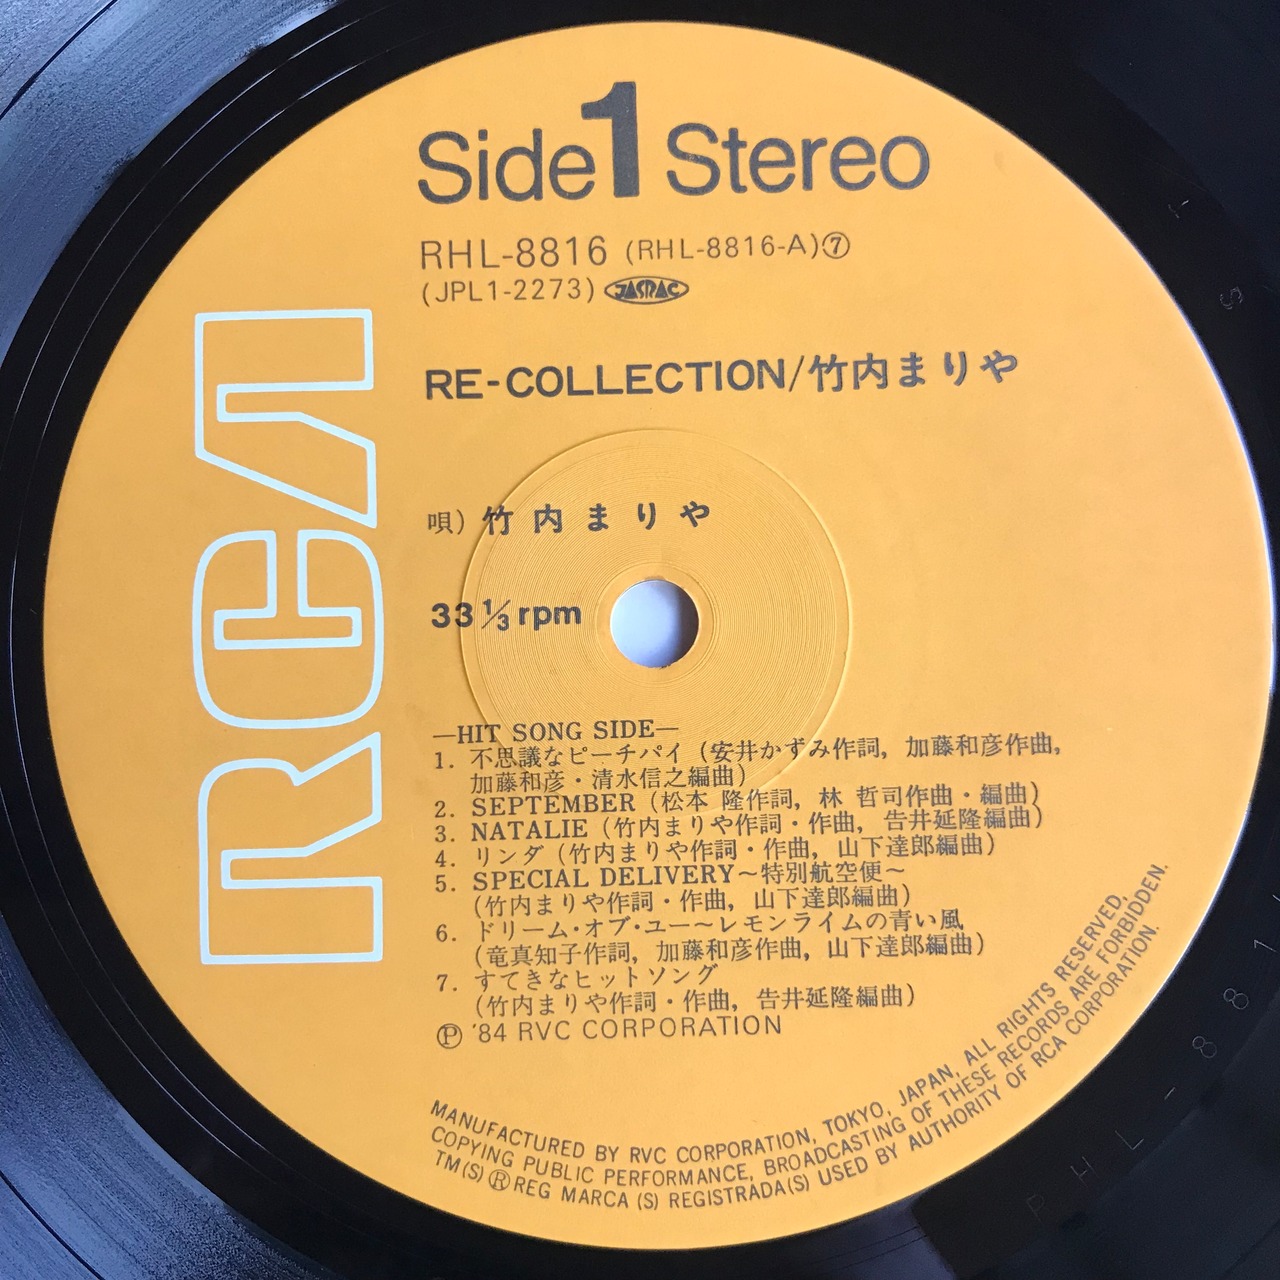 Side 1 Stereo
RHL-8816 (RHL-8816-A)⑦
(JPL1-2273) JASRAC
RE-COLLECTION/竹内まりや
唄) 竹内まりや
33 1/3 rpm
RCA
—HIT SONG SIDE—
1. 不思議なピーチパイ (安井かずみ作詞, 加藤和彦作曲,
加藤和彦・清水信之編曲)
2. SEPTEMBER (松本 隆作詞, 林 哲司作曲・編曲)
3. NATALIE (竹内まりや作詞・作曲, 告井延隆編曲)
4. リンダ (竹内まりや作詞・作曲, 山下達郎編曲)
5. SPECIAL DELIVERY〜特別航空便〜
(竹内まりや作詞・作曲, 山下達郎編曲)
6. ドリーム・オブ・ユー〜レモンライムの青い風
(竜真知子作詞, 加藤和彦作曲, 山下達郎編曲)
7. すてきなヒットソング
(竹内まりや作詞・作曲, 告井延隆編曲)
Ⓟ '84 RVC CORPORATION
MANUFACTURED BY RVC CORPORATION, TOKYO, JAPAN, ALL RIGHTS RESERVED,
COPYING PUBLIC PERFORMANCE, BROADCASTING OF THESE RECORDS ARE FORBIDDEN.
TM(S) ® REG MARCA (S) REGISTRADA(S) USED BY AUTHORITY OF RCA CORPORATION.